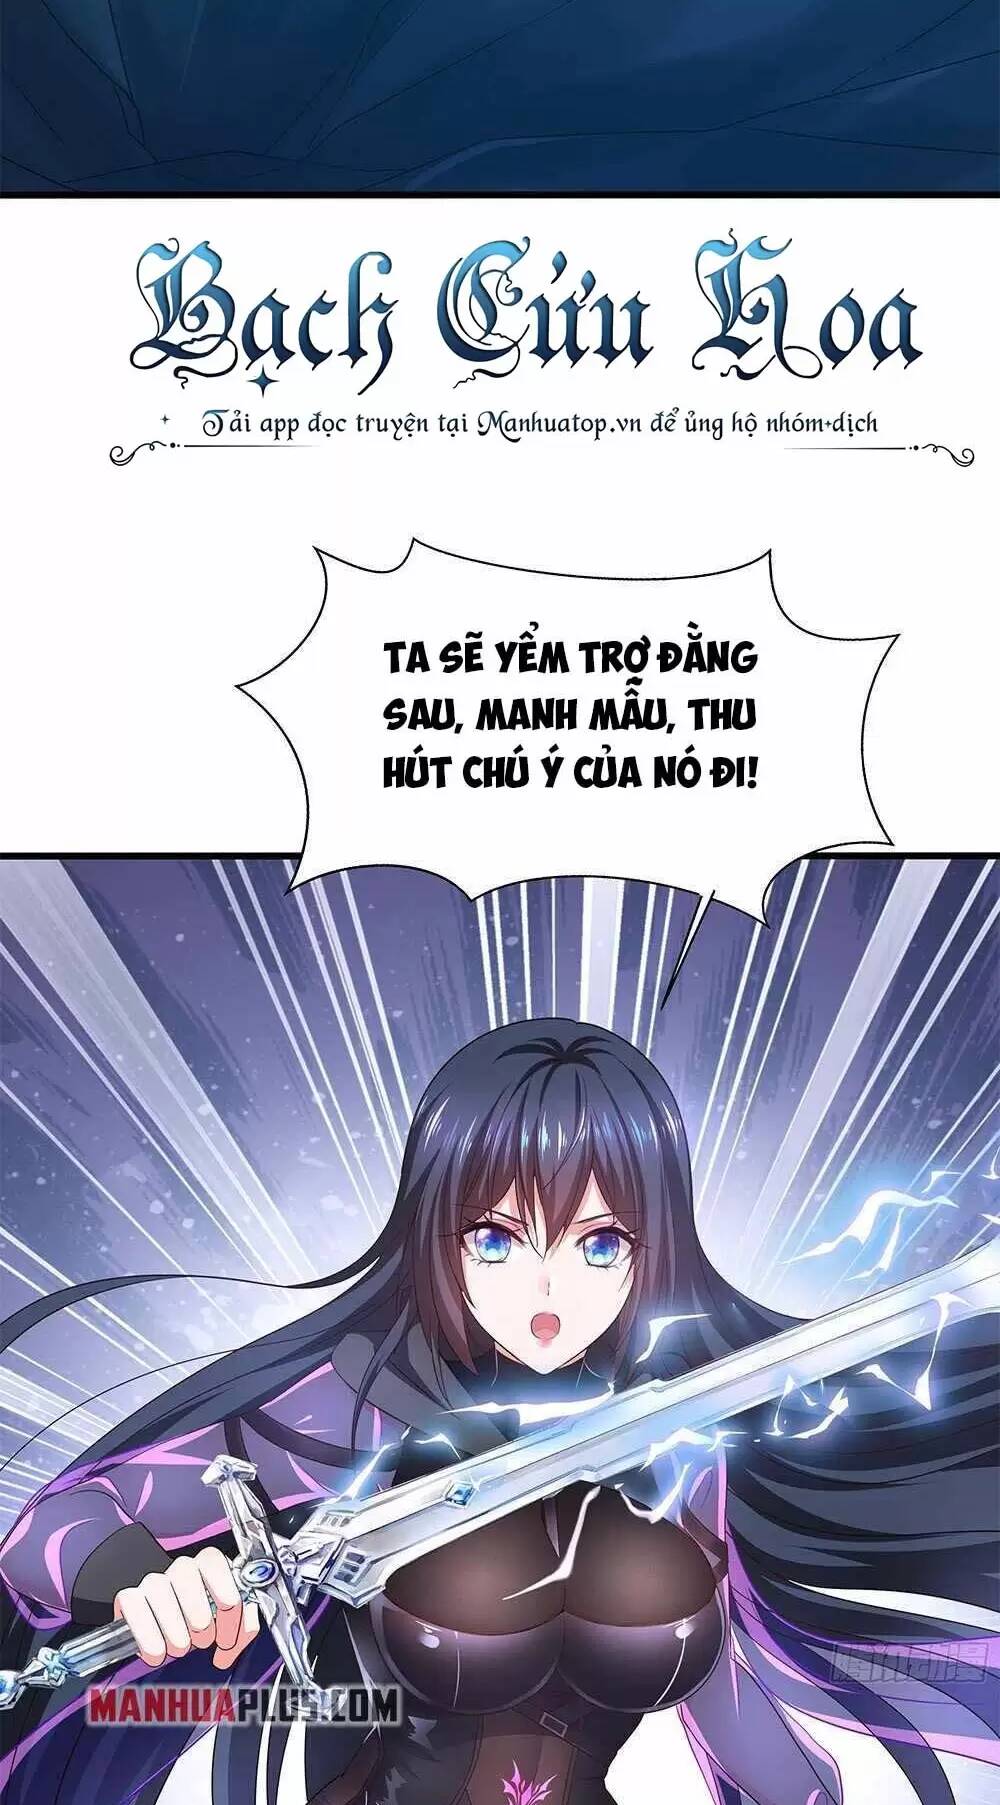 Bạch Cửu Hoa
Tải app đọc truyện tại Manhuatop.vn để ủng hộ nhóm dịch
TA SẼ YỂM TRỢ ĐẰNG
SAU, MANH MẪU, THU
HÚT CHÚ Ý CỦA NÓ ĐI!
MANHUAPLUS.COM